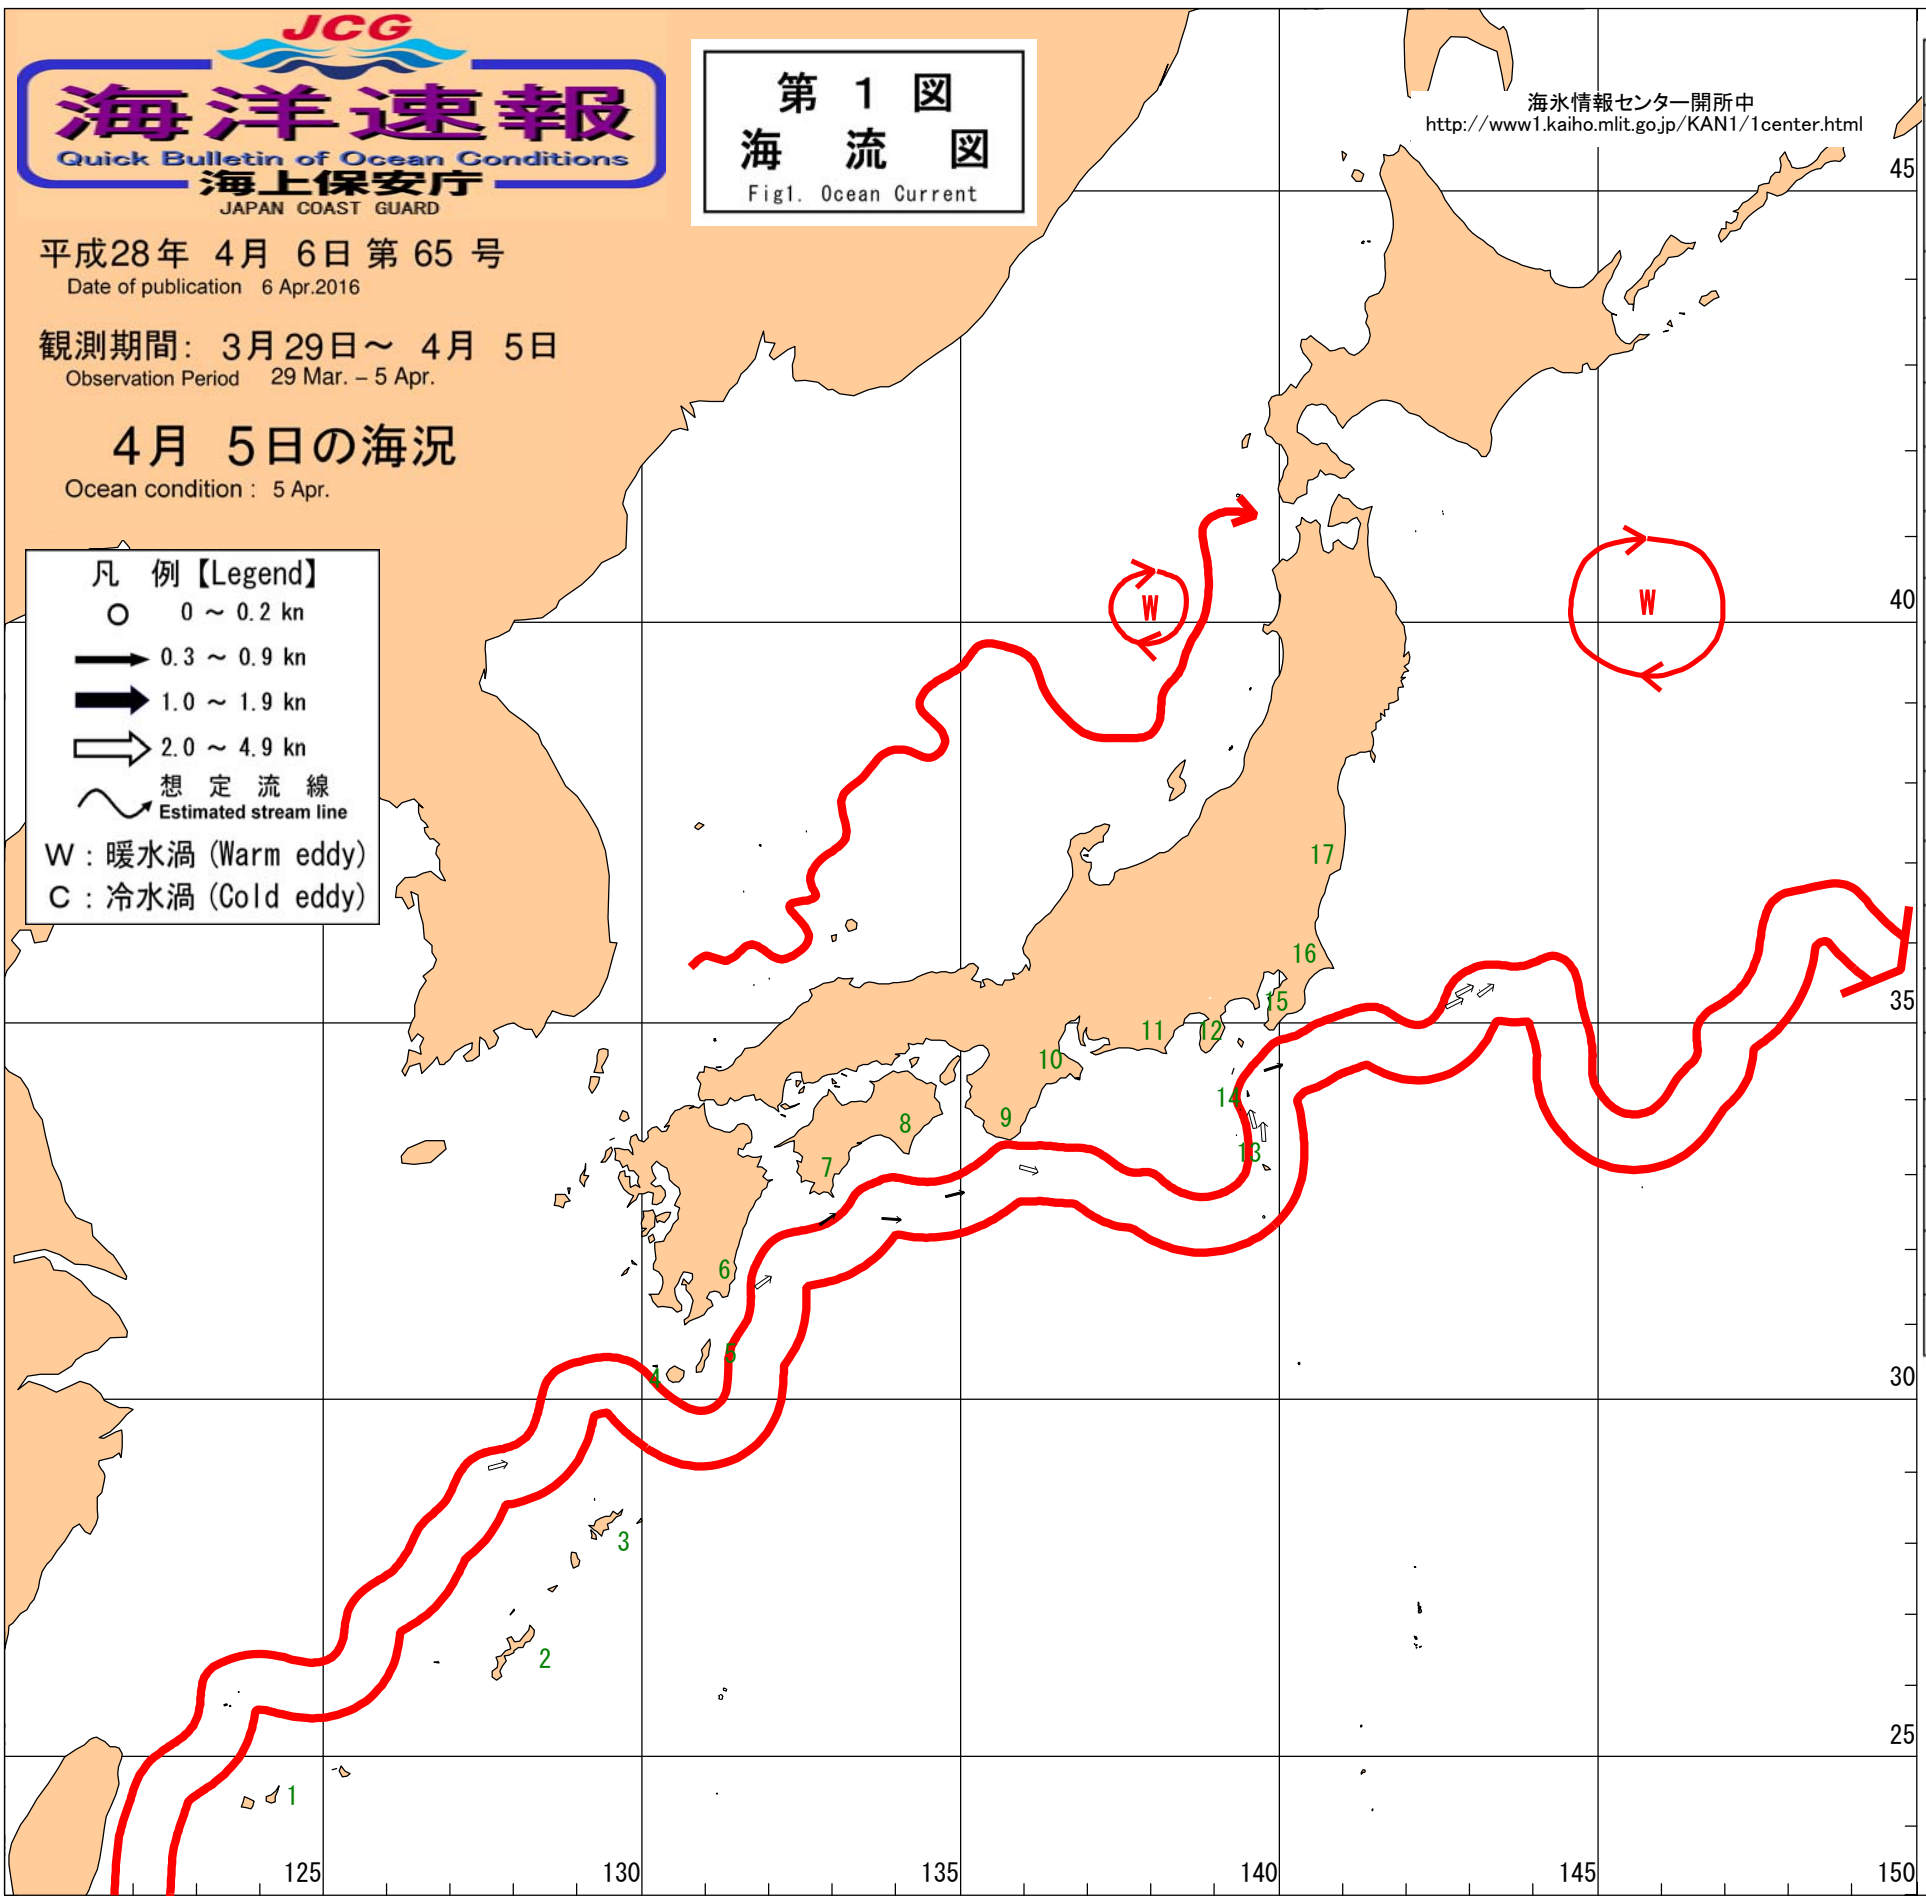 JCG
海洋速報
Quick Bulletin of Ocean Conditions
海上保安庁
JAPAN COAST GUARD
平成28年 4月 6日 第 65 号
Date of publication 6 Apr.2016
観測期間: 3月29日～ 4月 5日
Observation Period 29 Mar. – 5 Apr.
4月 5日の海況
Ocean condition : 5 Apr.
第 1 図
海 流 図
Fig1. Ocean Current
海氷情報センター開所中
http://www1.kaiho.mlit.go.jp/KAN1/1center.html
凡 例【Legend】
0 ～ 0.2 kn
0.3 ～ 0.9 kn
1.0 ～ 1.9 kn
2.0 ～ 4.9 kn
想 定 流 線
Estimated stream line
W : 暖水渦 (Warm eddy)
C : 冷水渦 (Cold eddy)
45
40
35
30
25
W
W
17
16
15
12
11
10
14
13
9
8
7
6
5
4
3
2
1
125
130
135
140
145
150